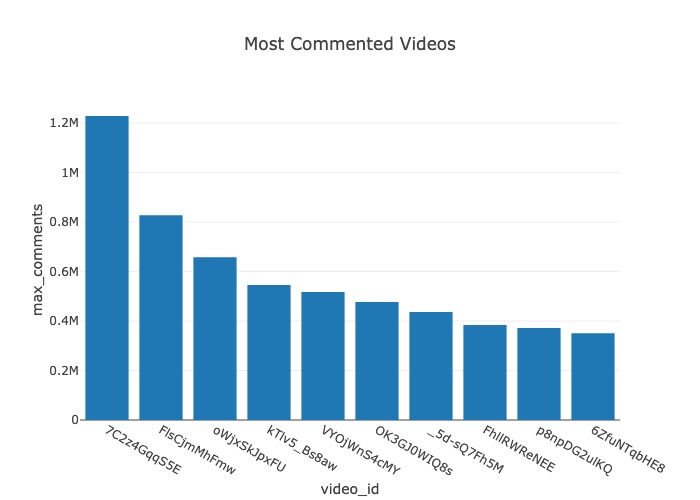 Most Commented Videos
max_comments
1.2M
1M
0.8M
0.6M
0.4M
0.2M
0
7C2z4GqqS5E
FlsCjmMhFmw
oWjxSkJpxFU
kTlv5_Bs8aw
VYOjWnS4cMY
OK3GJ0WIQ8s
_5d-sQ7Fh5M
FhIlRWReNEE
p8npDG2ulKQ
6ZfuNTqbHE8
video_id